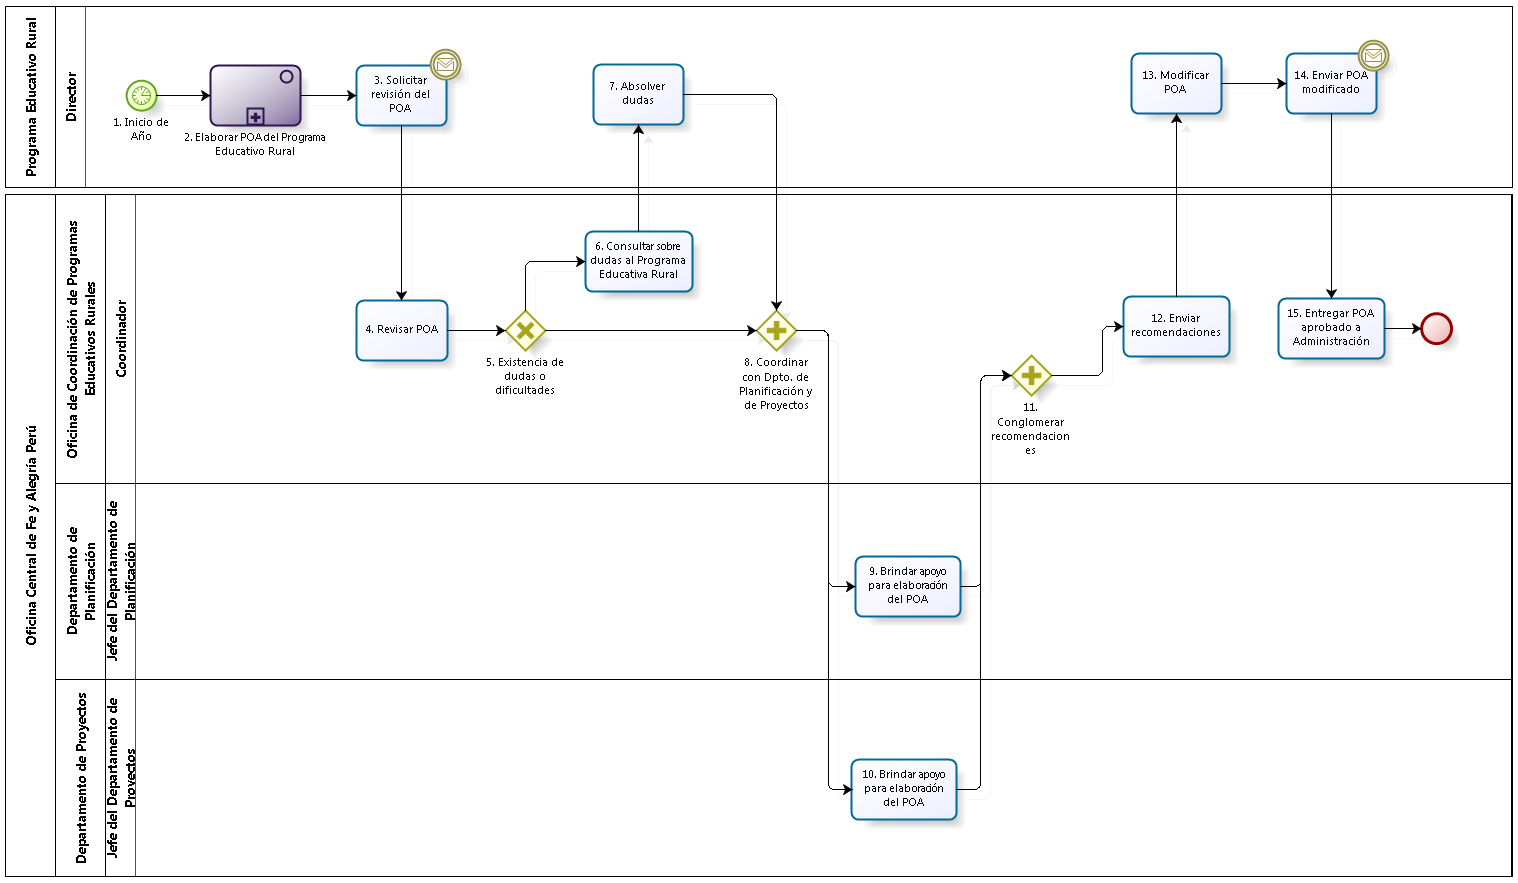 Programa Educativo Rural
Director
1. Inicio de
Año
2. Elaborar POA del Programa
Educativo Rural
3. Solicitar
revisión del
POA
7. Absolver
dudas
13. Modificar
POA
14. Enviar POA
modificado
Oficina Central de Fe y Alegría Perú
Oficina de Coordinación de Programas
Educativos Rurales
Coordinador
4. Revisar POA
5. Existencia de
dudas o
dificultades
6. Consultar sobre
dudas al Programa
Educativa Rural
8. Coordinar
con Dpto. de
Planificación y
de Proyectos
11.
Conglomerar
recomendacion
es
12. Enviar
recomendaciones
15. Entregar POA
aprobado a
Administración
Departamento de
Planificación
Jefe del Departamento de
Planificación
9. Brindar apoyo
para elaboración
del POA
Departamento de Proyectos
Jefe del Departamento de
Proyectos
10. Brindar apoyo
para elaboración
del POA